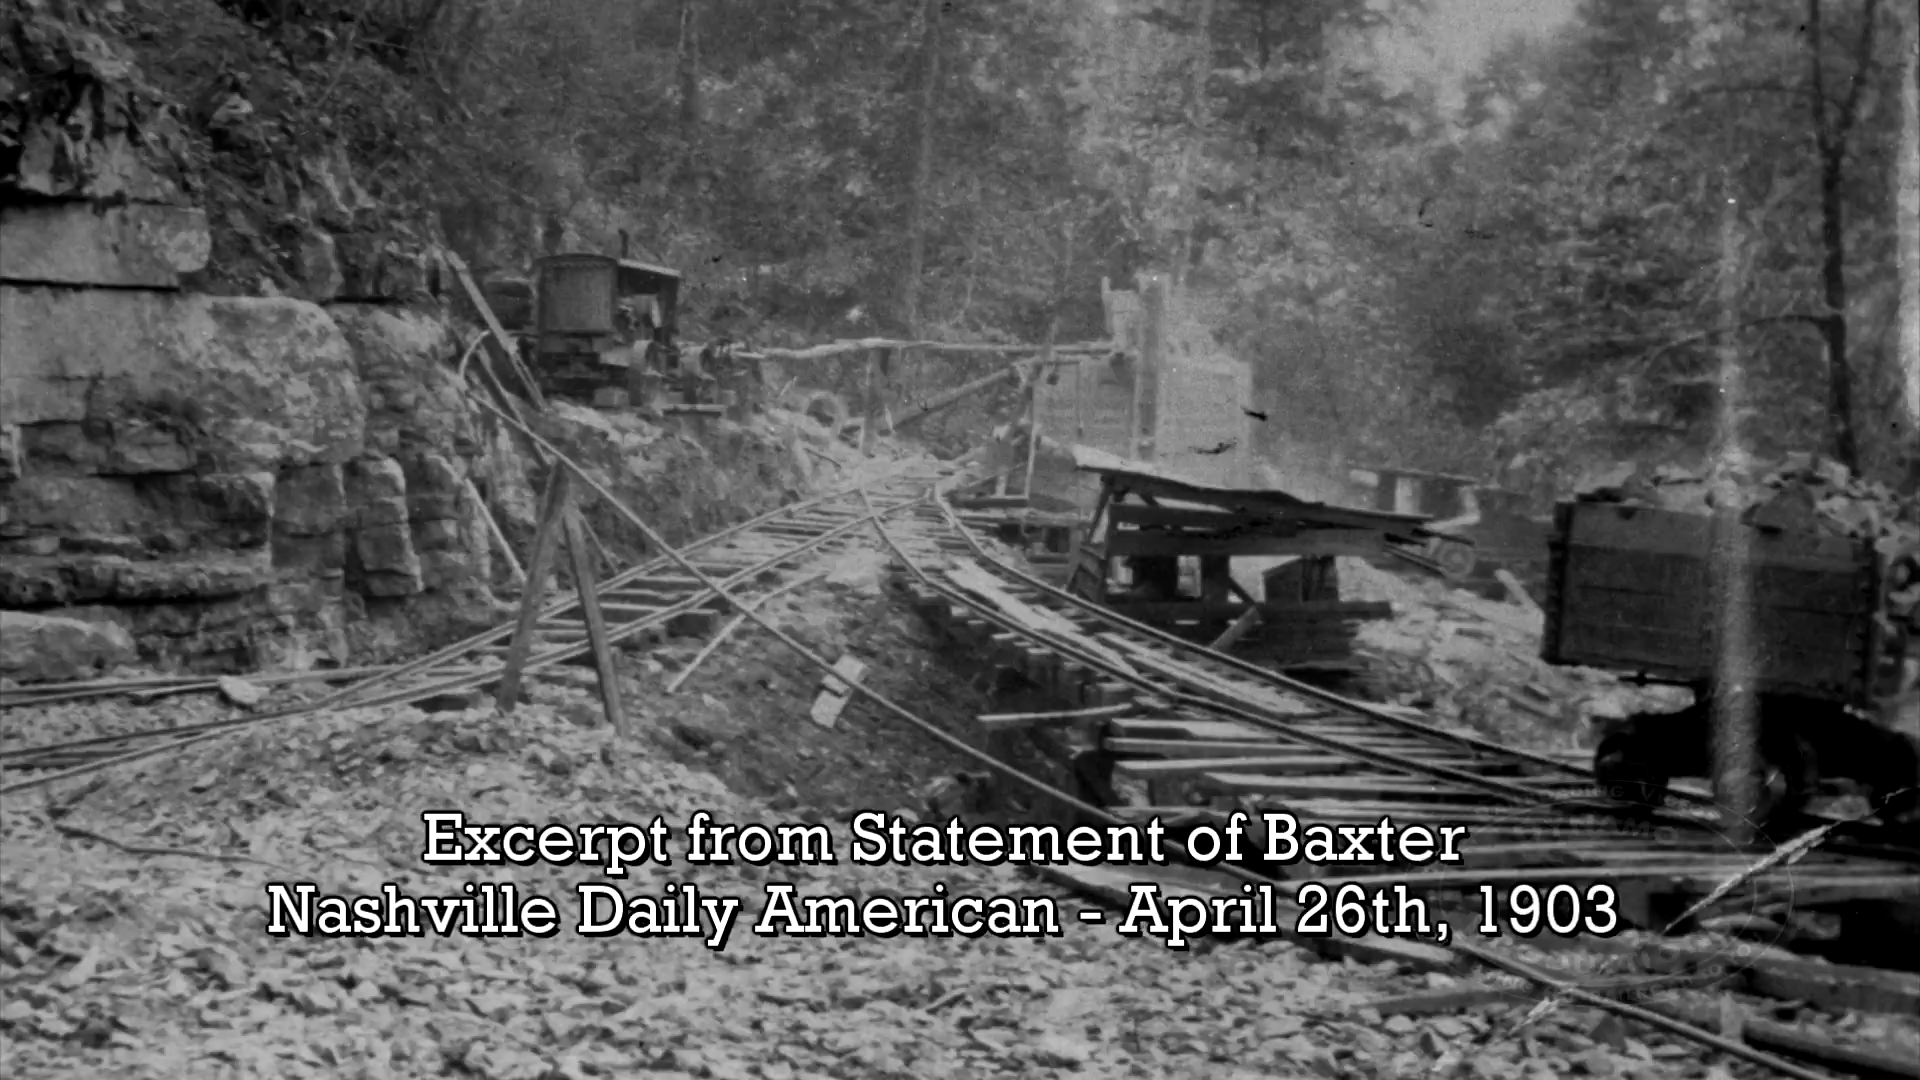 Excerpt from Statement of Baxter
Nashville Daily American - April 26th, 1903